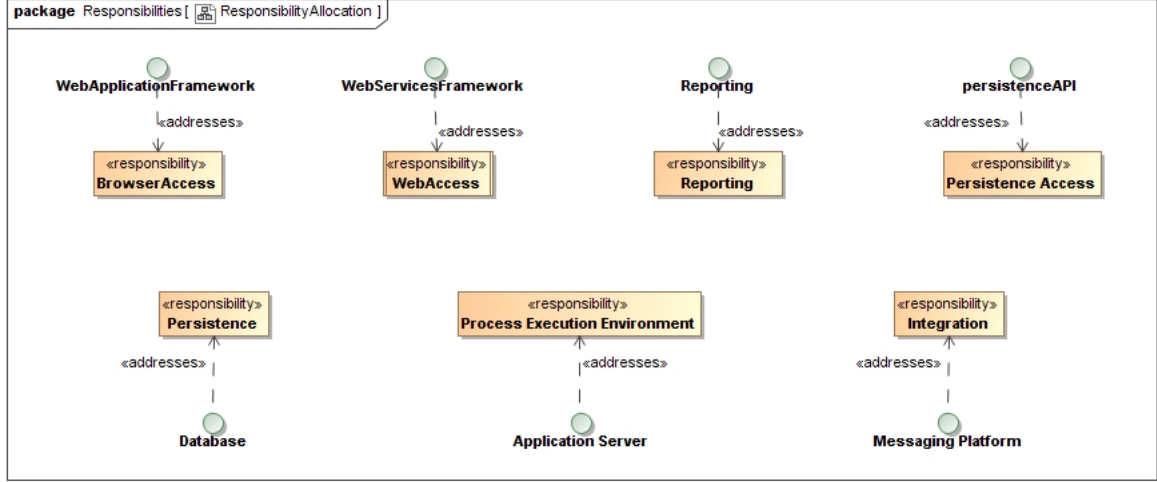 package Responsibilities [ ResponsibilityAllocation ]
WebApplicationFramework
WebServicesFramework
Reporting
persistenceAPI
«addresses»
«addresses»
«addresses»
«addresses»
«responsibility»
BrowserAccess
«responsibility»
WebAccess
«responsibility»
Reporting
«responsibility»
Persistence Access
«responsibility»
Persistence
«responsibility»
Process Execution Environment
«responsibility»
Integration
«addresses»
«addresses»
«addresses»
Database
Application Server
Messaging Platform